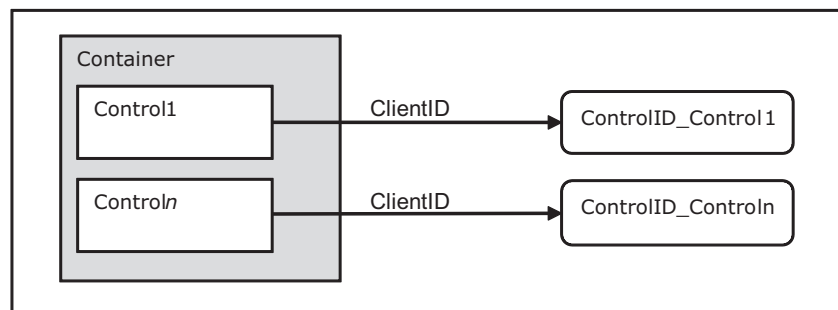 Container
Control1
ClientID
ControlID_Control1
Controln
ClientID
ControlID_Controln